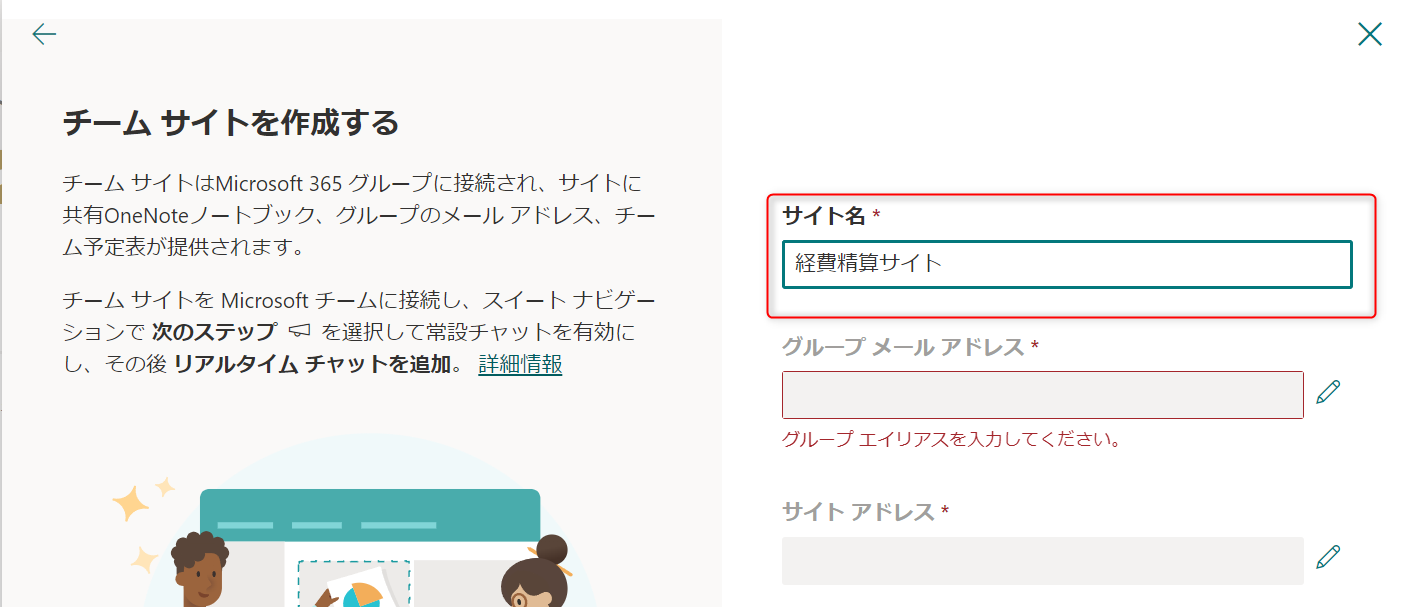 チーム サイトを作成する
チーム サイトはMicrosoft 365 グループに接続され、サイトに
共有OneNoteノートブック、グループのメール アドレス、チー
ム予定表が提供されます。
チーム サイトを Microsoft チームに接続し、スイート ナビゲー
ションで 次のステップ を選択して常設チャットを有効に
し、その後 リアルタイム チャットを追加。 詳細情報
サイト名 *
経費精算サイト
グループ メール アドレス *
グループ エイリアスを入力してください。
サイト アドレス *